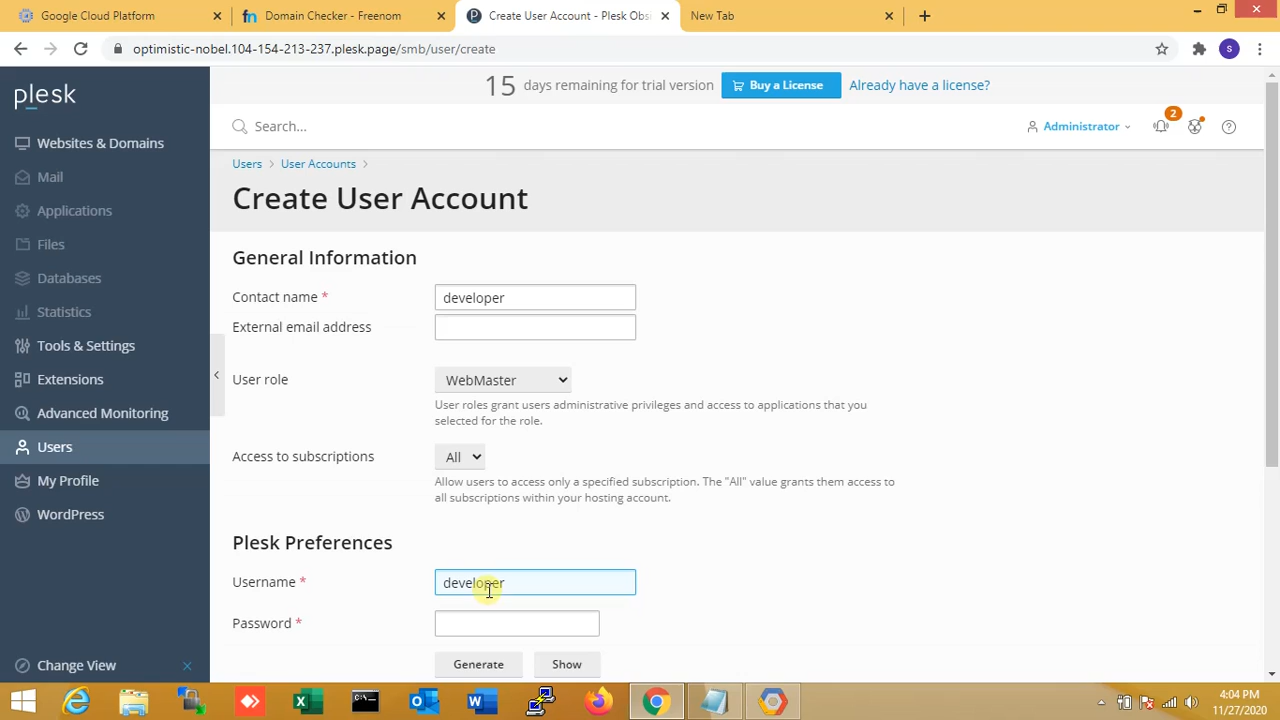 Google Cloud Platform
Domain Checker - Freenom
Create User Account - Plesk Obs
New Tab
optimistic-nobel.104-154-213-237.plesk.page/smb/user/create
S
plesk
15 days remaining for trial version
Buy a License
Already have a license?
Search...
Administrator
2
Websites & Domains
Mail
Applications
Files
Databases
Statistics
Tools & Settings
Extensions
Advanced Monitoring
Users
My Profile
WordPress
Change View
Users > User Accounts >
Create User Account
General Information
Contact name *
developer
External email address
User role
WebMaster
User roles grant users administrative privileges and access to applications that you
selected for the role.
Access to subscriptions
All
Allow users to access only a specified subscription. The "All" value grants them access to
all subscriptions within your hosting account.
Plesk Preferences
Username *
developer
Password *
Generate
Show
4:04 PM
11/27/2020